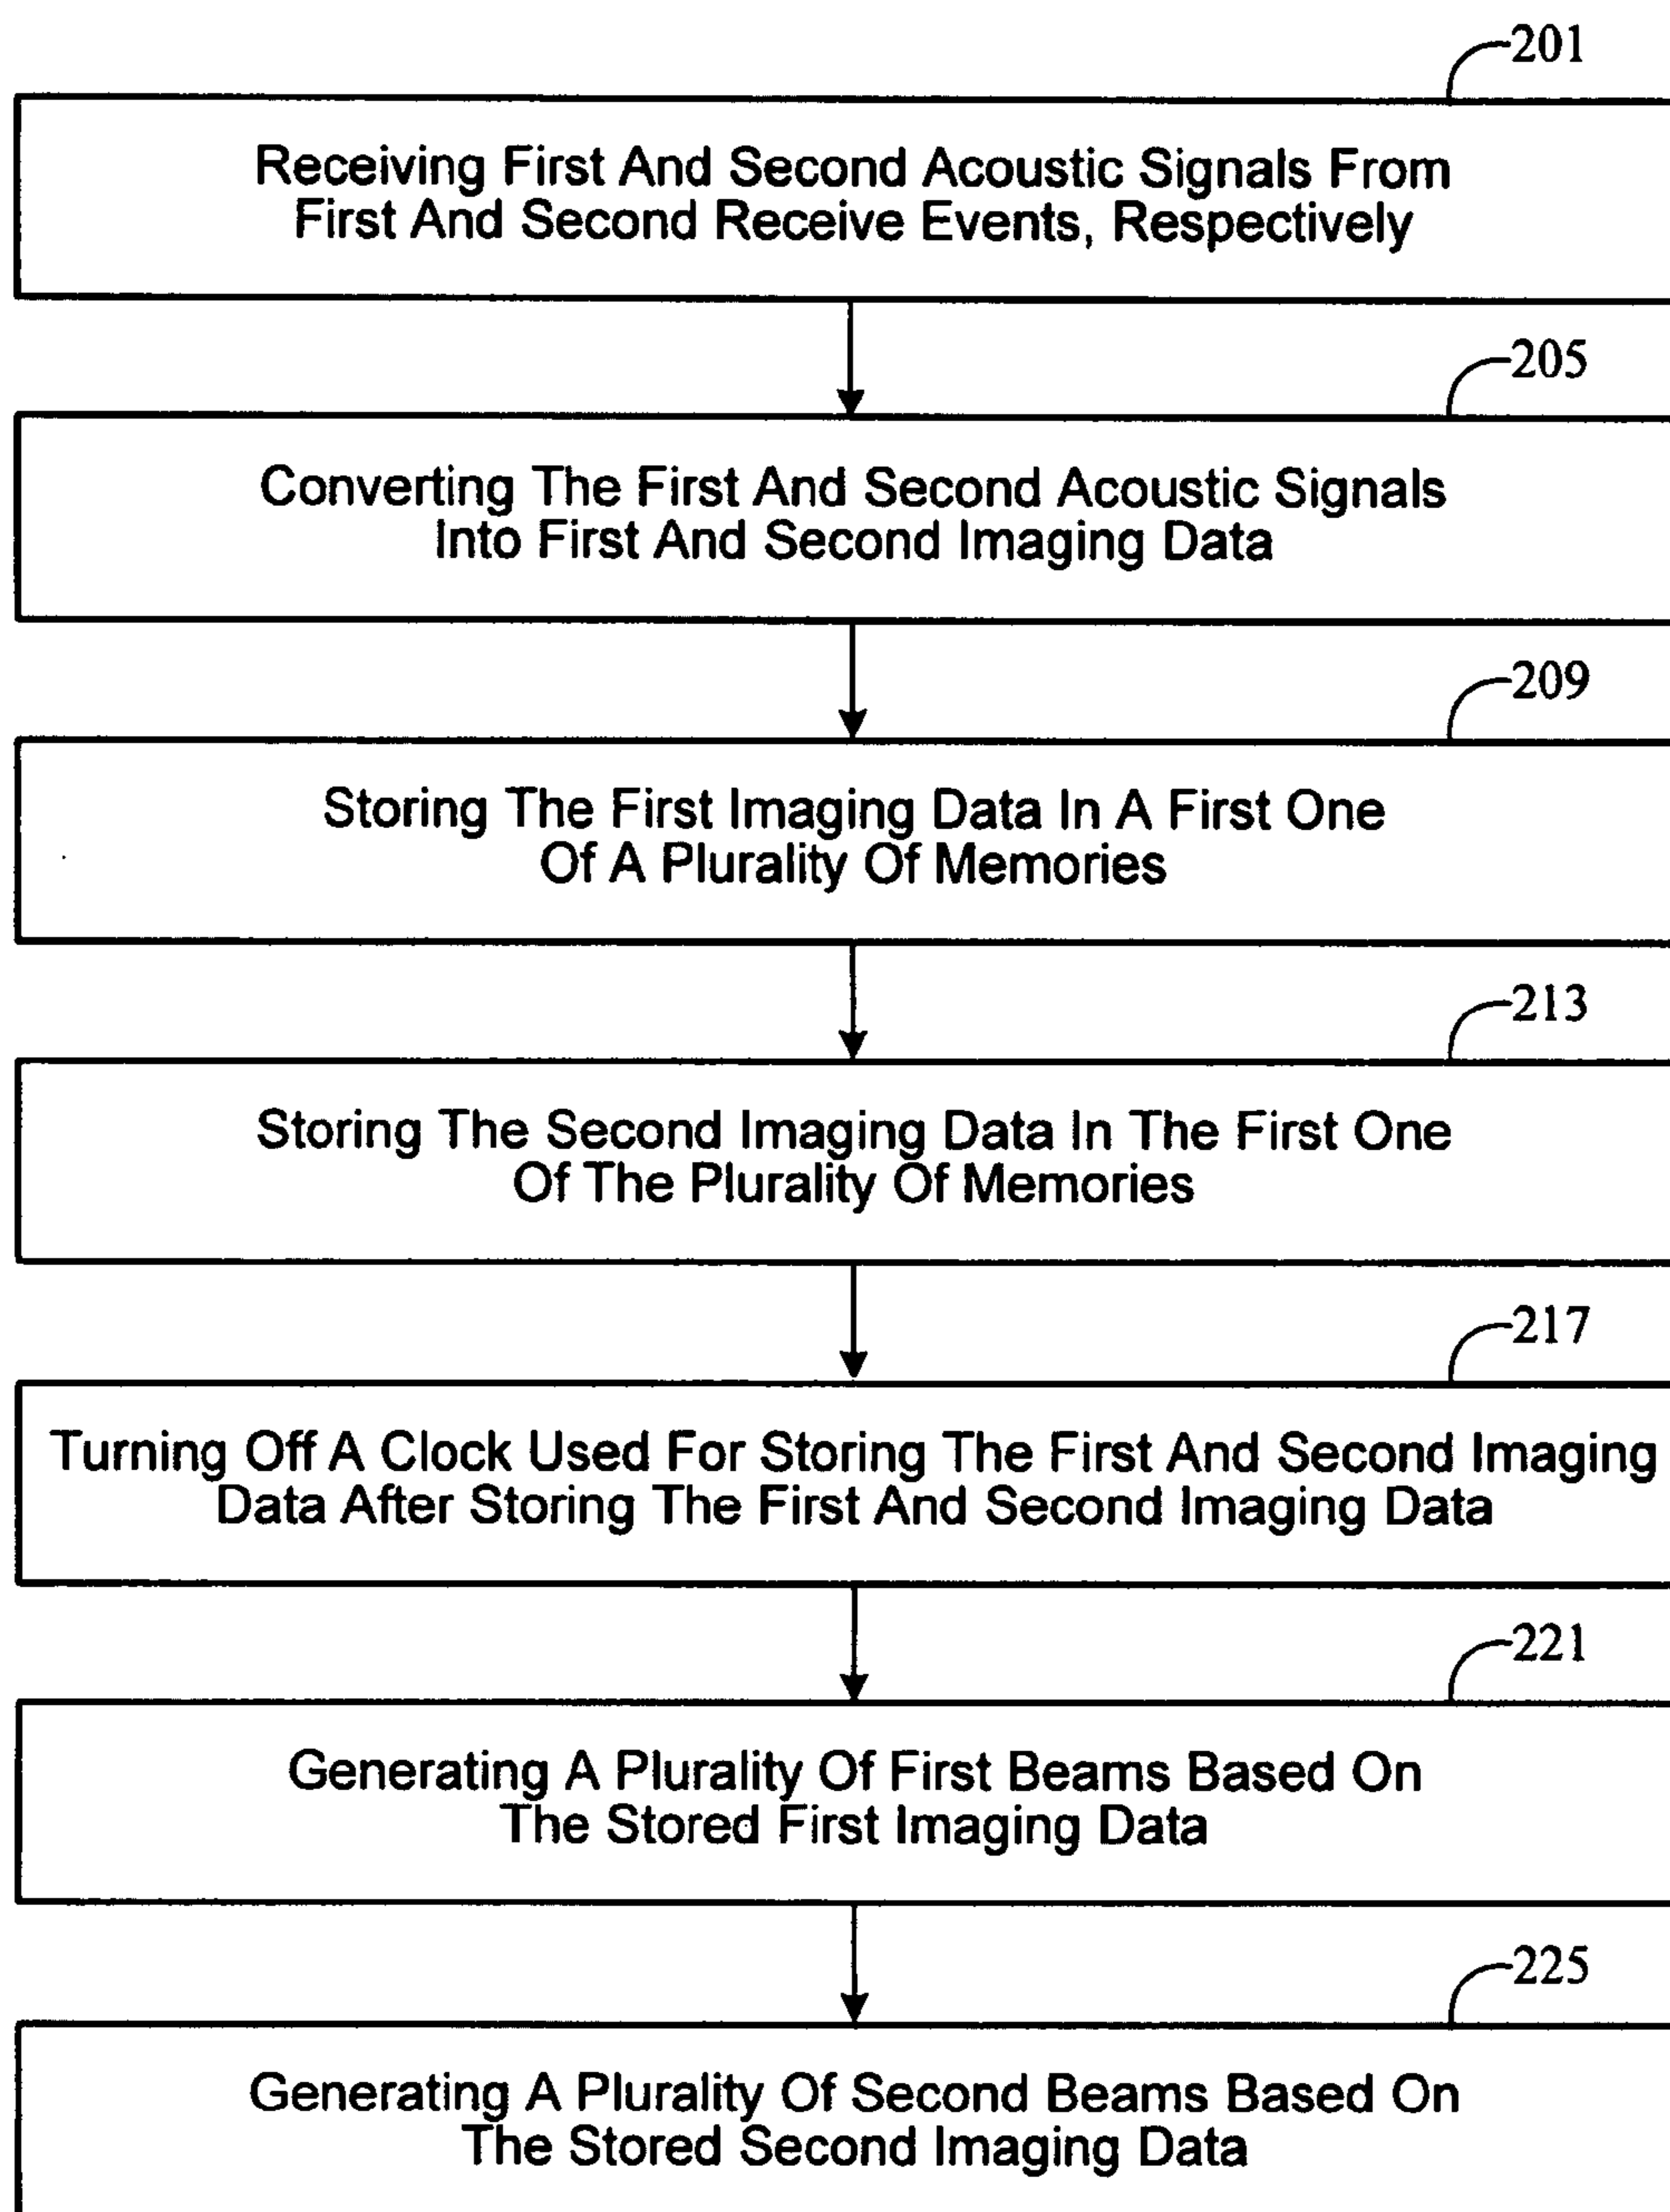 201
Receiving First And Second Acoustic Signals From
First And Second Receive Events, Respectively
205
Converting The First And Second Acoustic Signals
Into First And Second Imaging Data
209
Storing The First Imaging Data In A First One
Of A Plurality Of Memories
213
Storing The Second Imaging Data In The First One
Of The Plurality Of Memories
217
Turning Off A Clock Used For Storing The First And Second Imaging
Data After Storing The First And Second Imaging Data
221
Generating A Plurality Of First Beams Based On
The Stored First Imaging Data
225
Generating A Plurality Of Second Beams Based On
The Stored Second Imaging Data